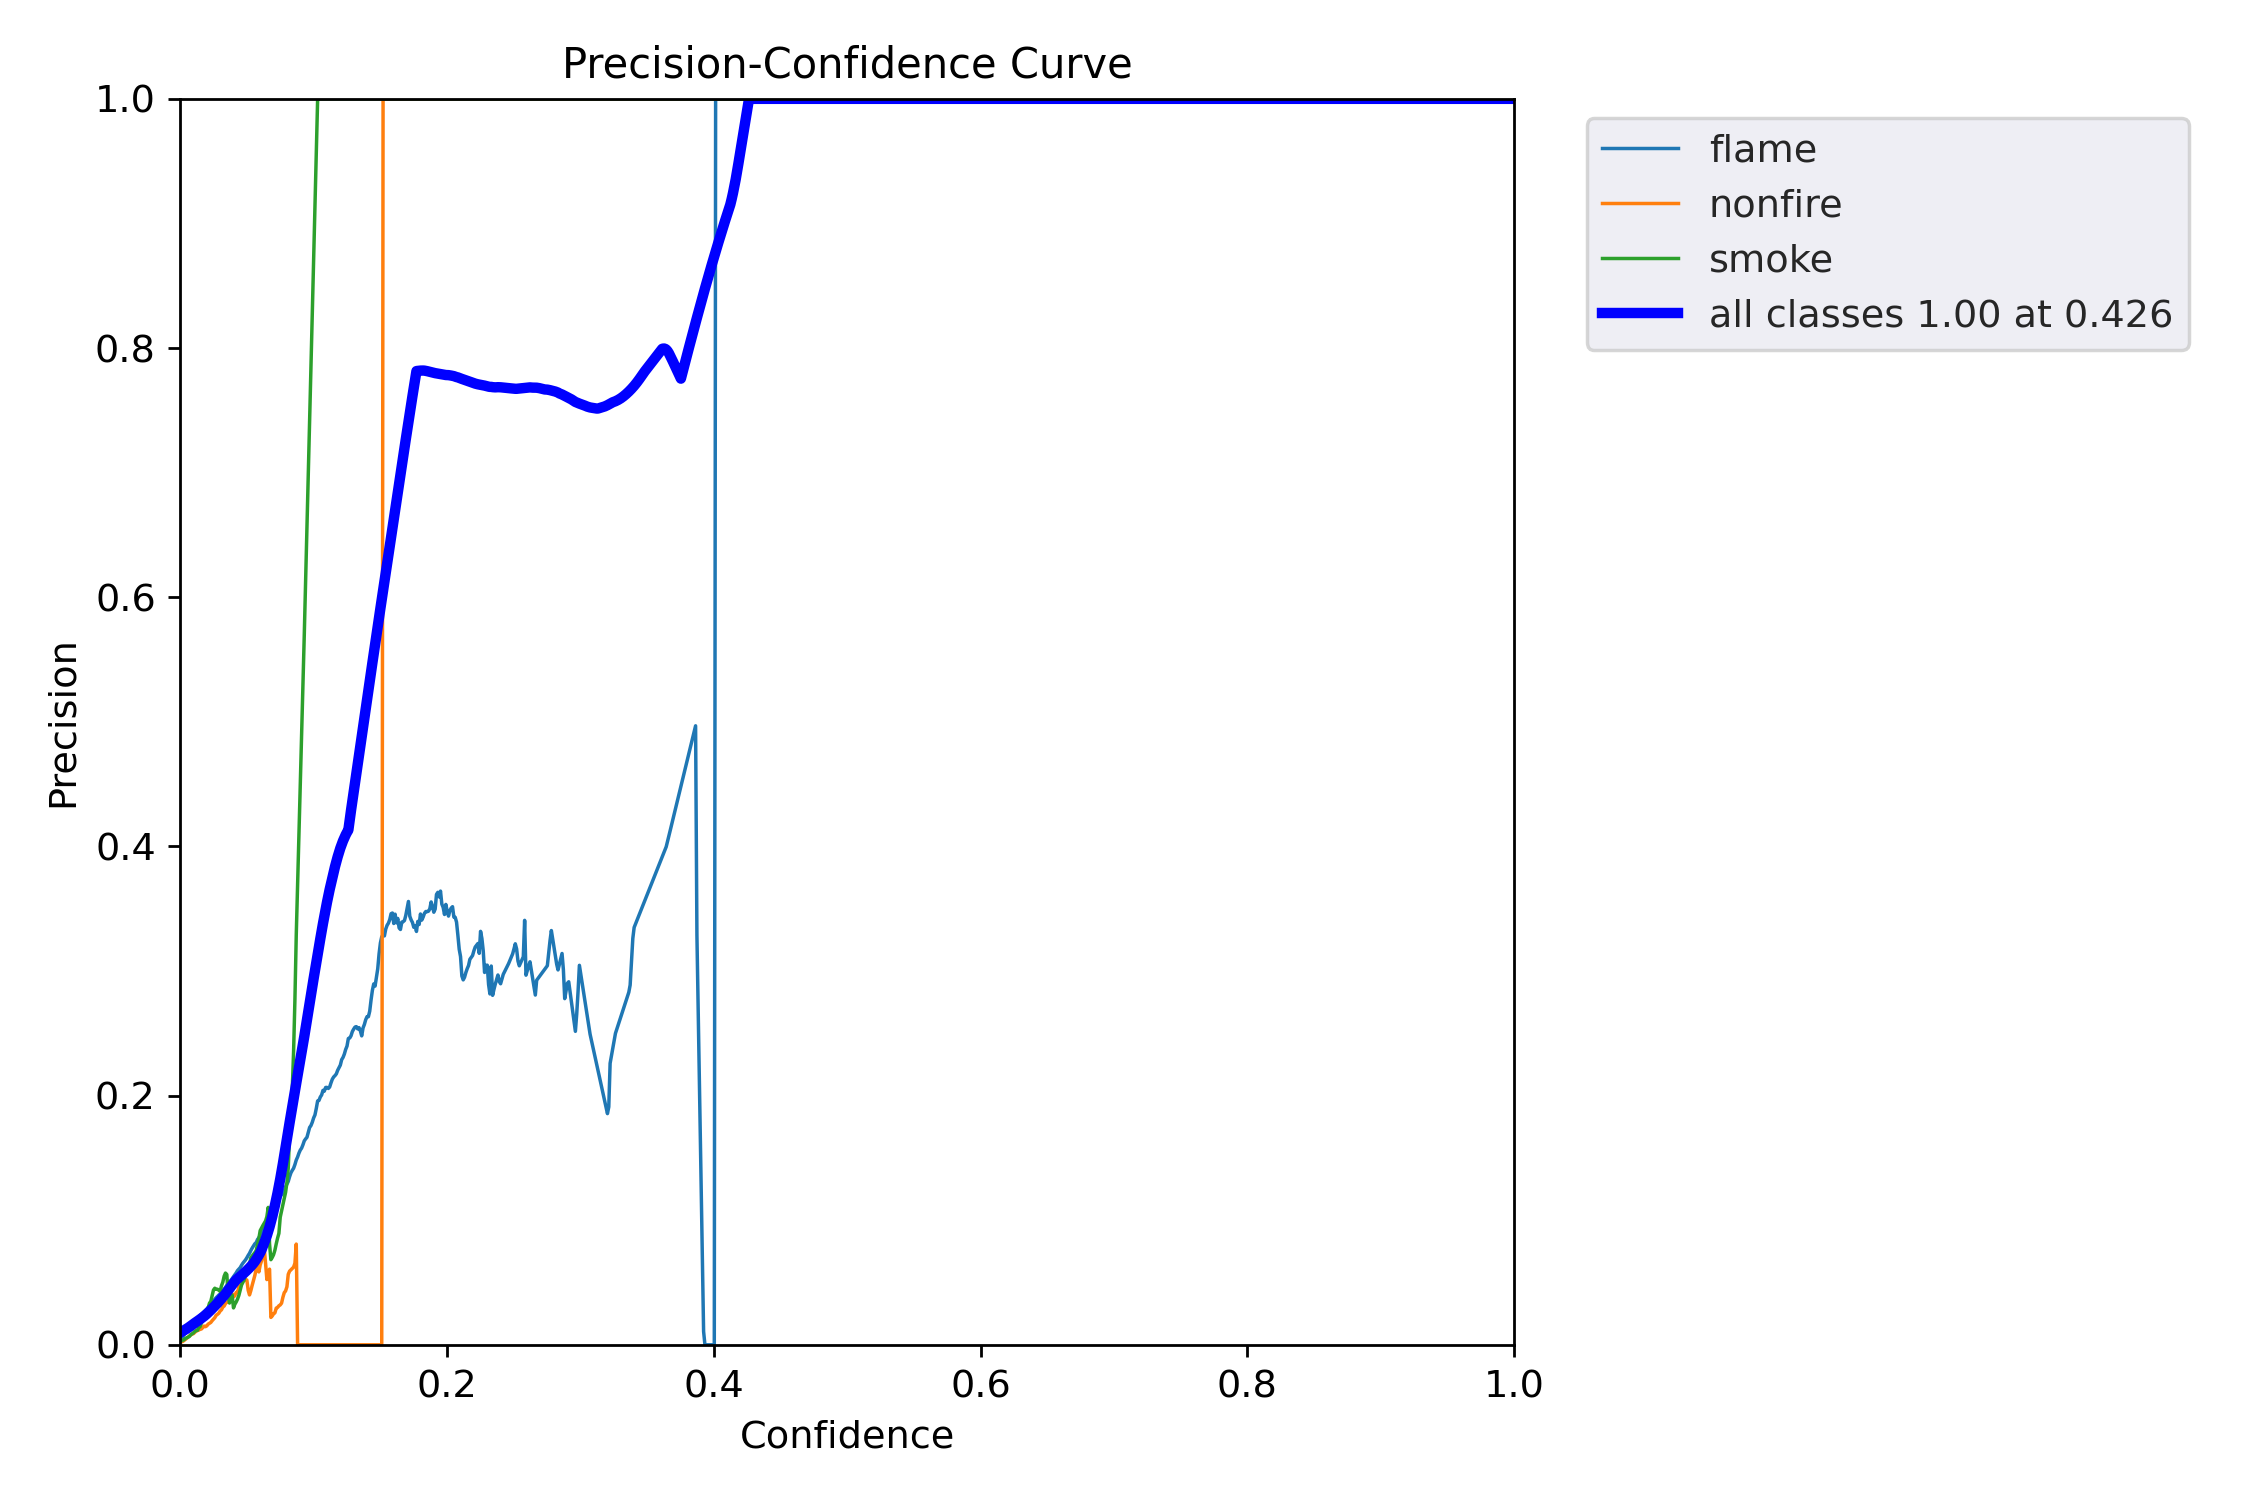 Precision-Confidence Curve
1.0
0.8
0.6
0.4
0.2
0.0
Precision
0.0 0.2 0.4 0.6 0.8 1.0
Confidence
flame
nonfire
smoke
all classes 1.00 at 0.426